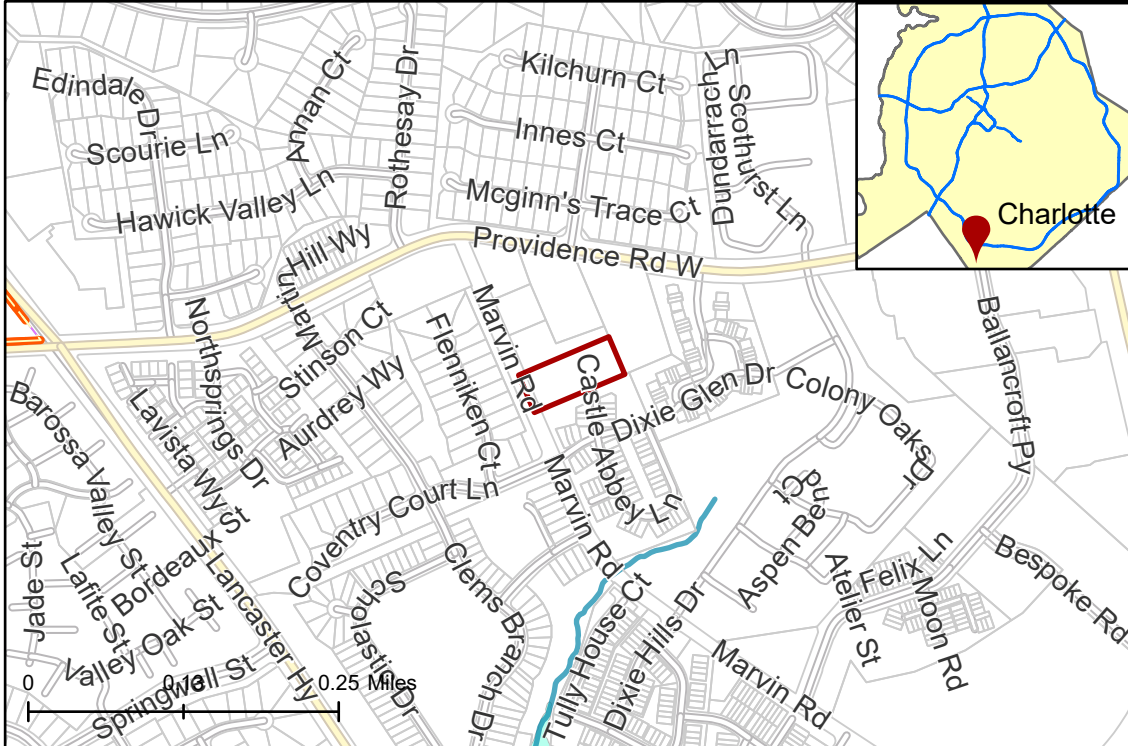 Edindale Dr
Scourie Ln
Annan Ct
Rothesay Dr
Hawick Valley Ln
Kilchurn Ct
Innes Ct
Mcginn's Trace Ct
Dundarrach Ln
Scothurst Ln
Charlotte
Providence Rd W
Martin Hill Wy
Northsprings Dr
Stinson Ct
Aurdrey Wy
Flenniken Ct
Marvin Rd
Castle Abbey Ln
Dixie Glen Dr
Colony Oaks Dr
Ballancroft Py
Barossa Valley St
Lavista Wy
Bordeaux St
Coventry Court Ln
Marvin Rd
Aspen Bend Ct
Jade St
Lafite St
Valley Oak St
Springwell St
Lancaster Hy
Scholastic Dr
Clems Branch Dr
Tully House Ct
Dixie Hills Dr
Marvin Rd
Atelier St
Felix Ln
Moon Rd
Bespoke Rd
0 0.13 0.25 Miles